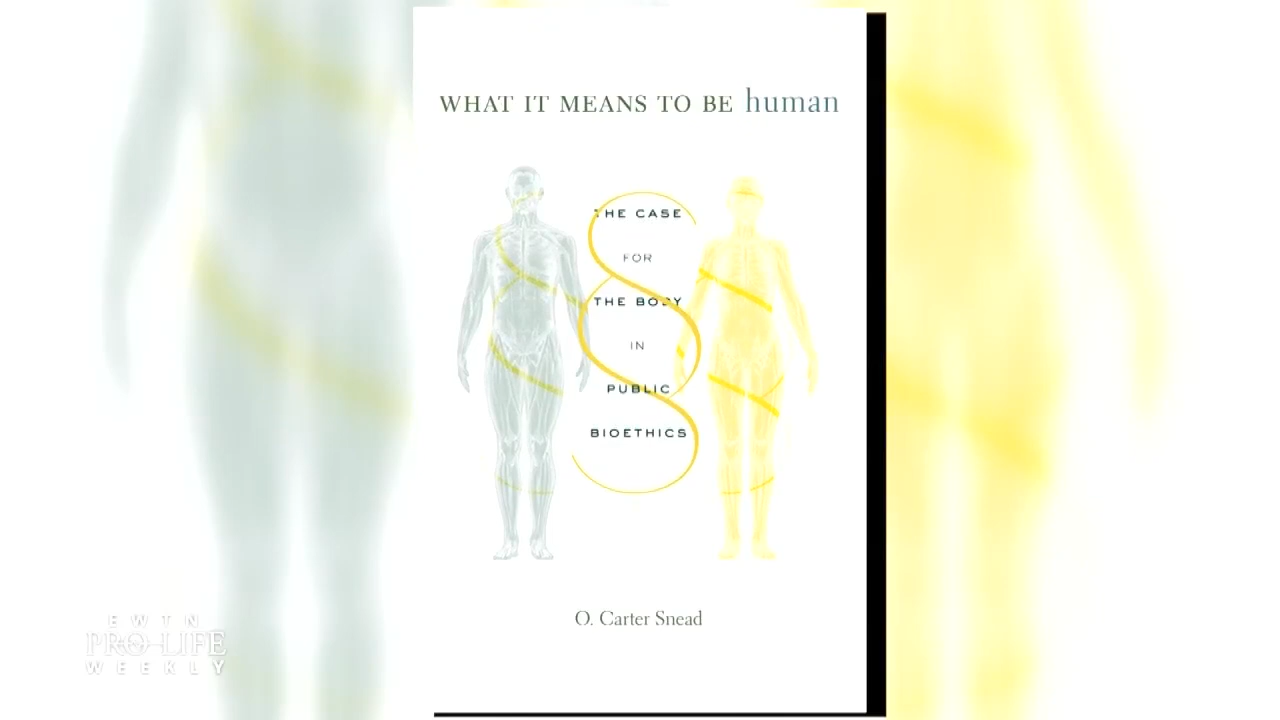 WHAT IT MEANS TO BE human
THE CASE
FOR
THE BODY
IN
PUBLIC
BIOETHICS
O. Carter Snead
EWTN
PRO-LIFE
WEEKLY